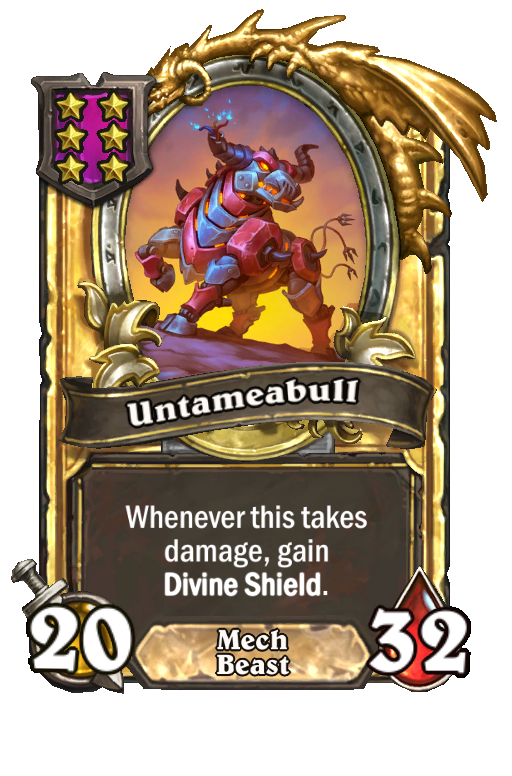 Untameabull
Whenever this takes
damage, gain
Divine Shield.
20
Mech
Beast
32